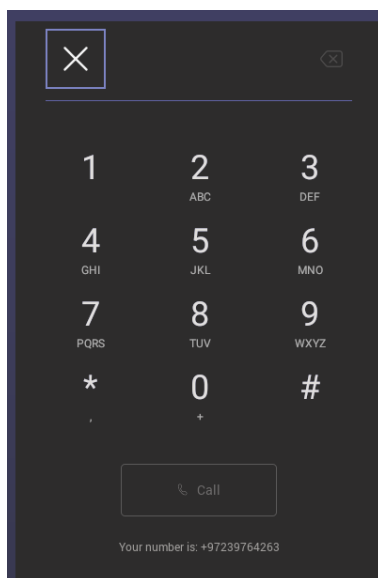 1 2 3
ABC DEF
4 5 6
GHI JKL MNO
7 8 9
PQRS TUV WXYZ
* 0 #
, +
Call
Your number is: +97239764263